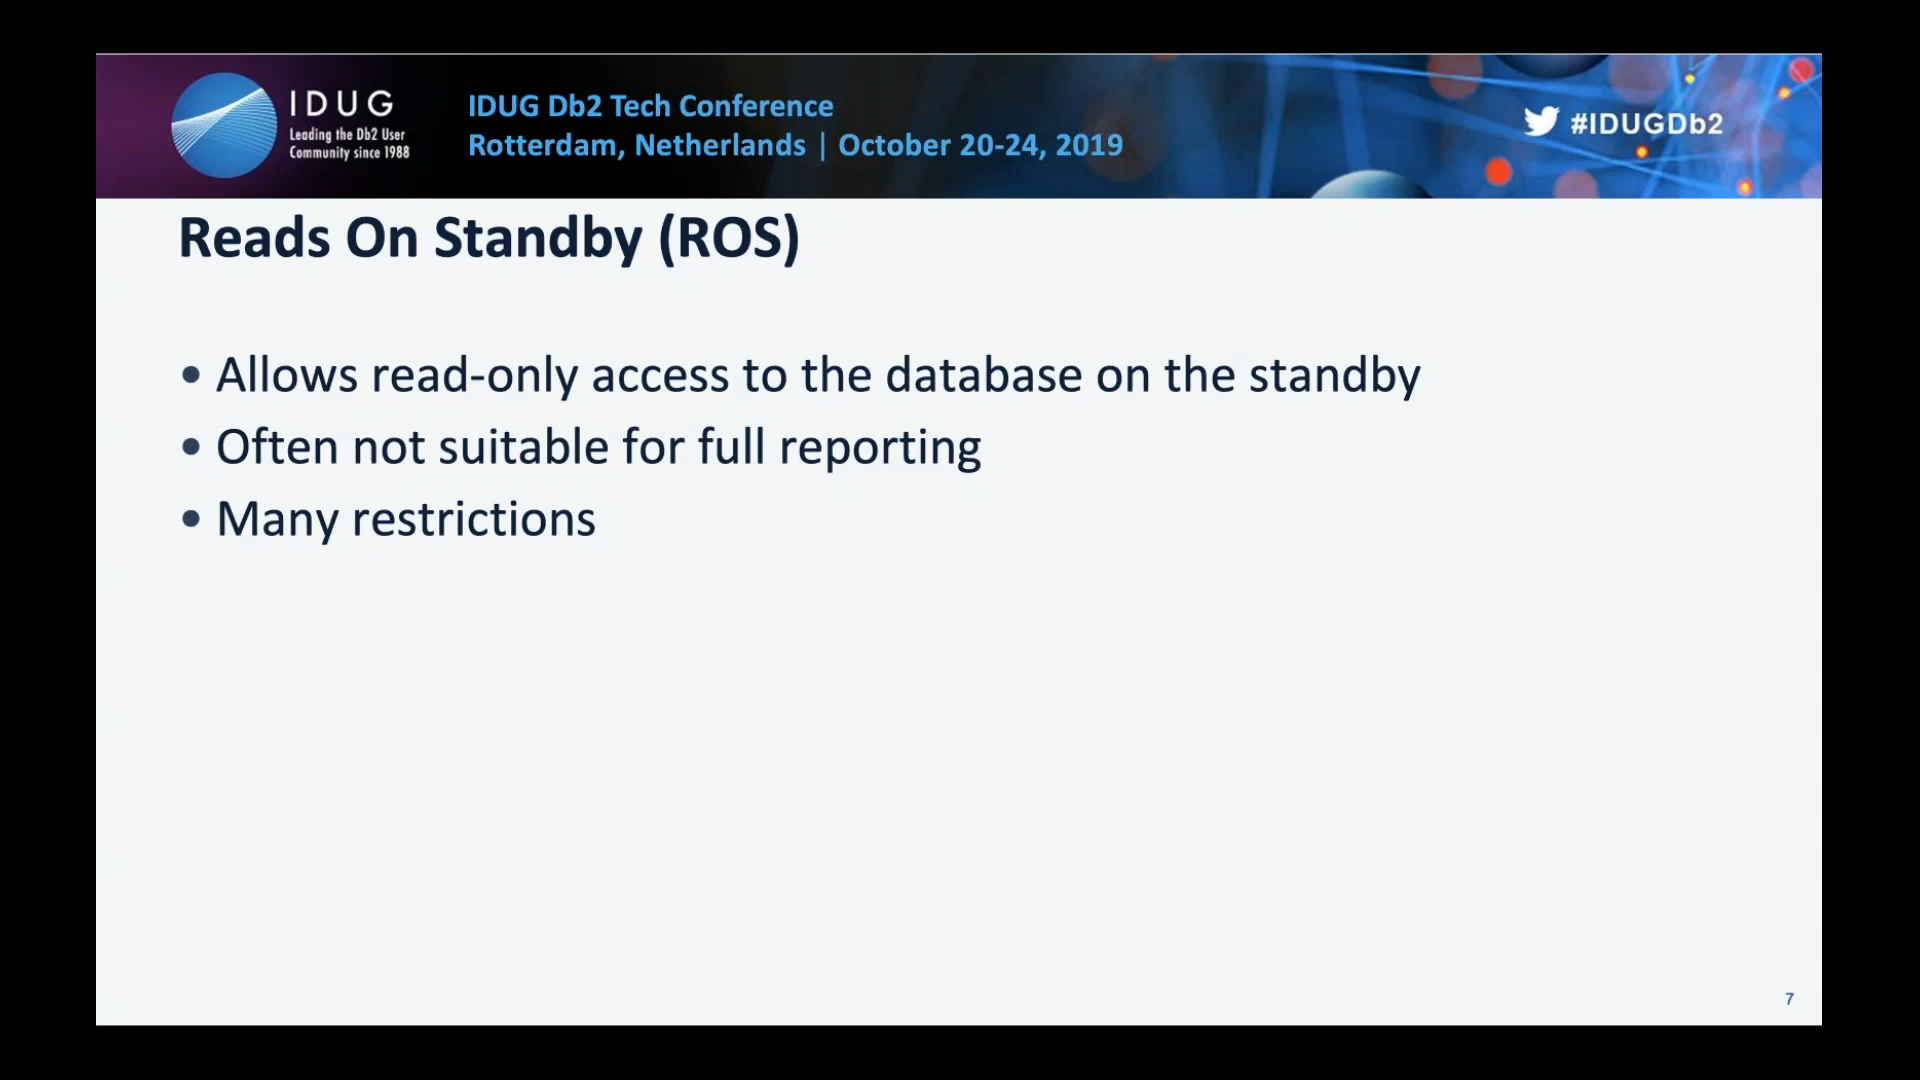 IDUG
Leading the Db2 User
Community since 1988
IDUG Db2 Tech Conference
Rotterdam, Netherlands | October 20-24, 2019
#IDUGDb2
Reads On Standby (ROS)
• Allows read-only access to the database on the standby
• Often not suitable for full reporting
• Many restrictions
7